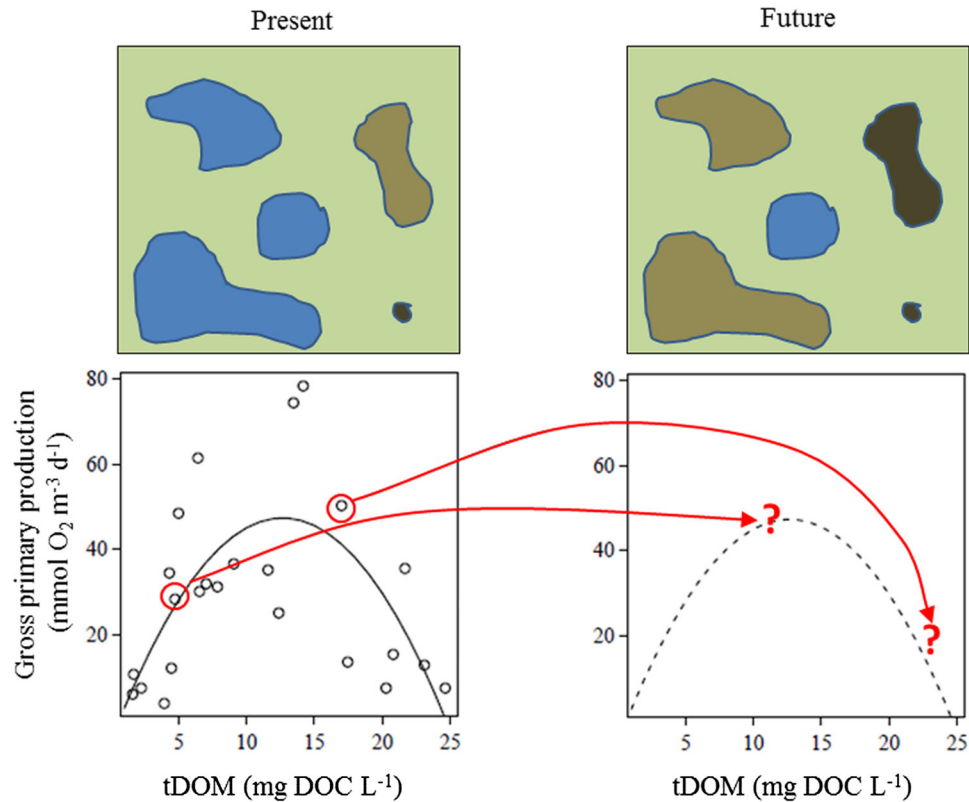 Present
Future
Gross primary production
(mmol O₂ m⁻³ d⁻¹)
80
60
40
20
5 10 15 20 25
tDOM (mg DOC L⁻¹)
80
60
40
20
?
?
5 10 15 20 25
tDOM (mg DOC L⁻¹)